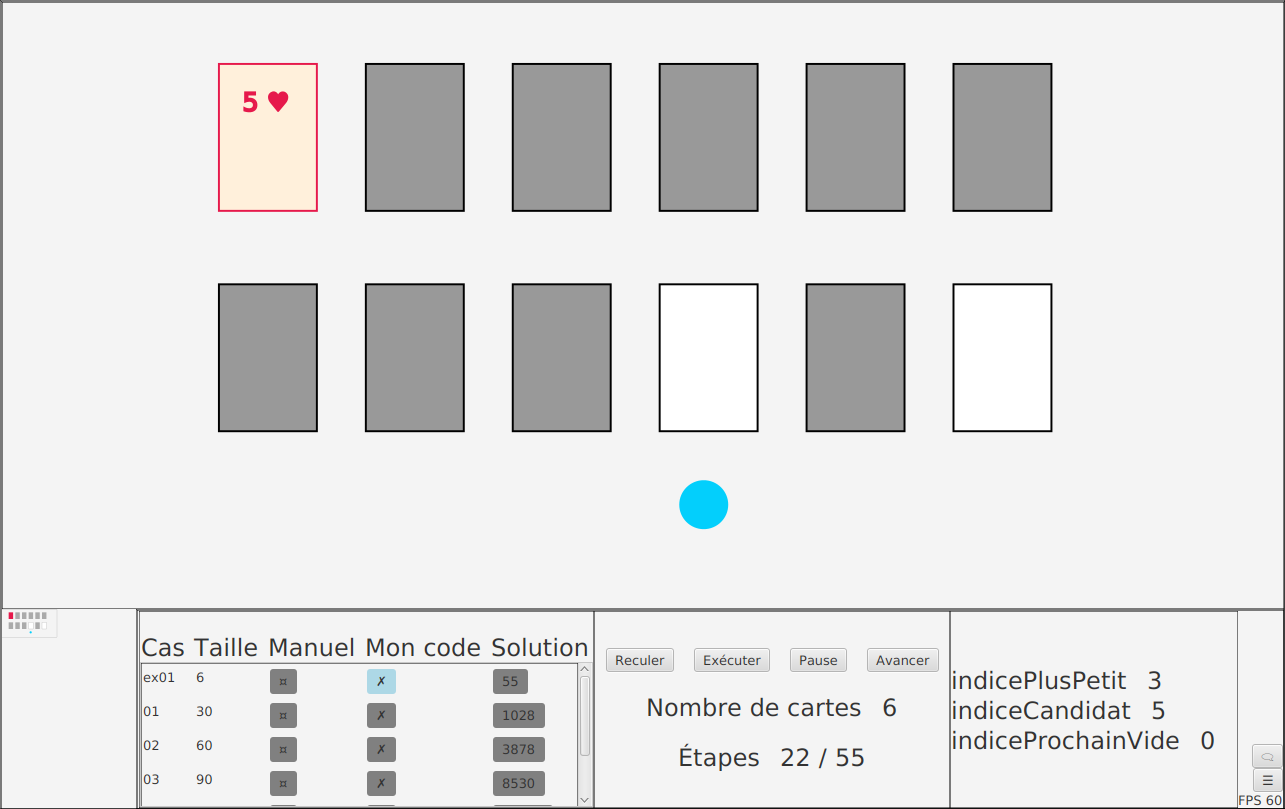 5 ♥
Cas Taille Manuel Mon code Solution
ex01 6 ¤ ✗ 55
01 30 ¤ ✗ 1028
02 60 ¤ ✗ 3878
03 90 ¤ ✗ 8530
Reculer Exécuter Pause Avancer
Nombre de cartes 6
Étapes 22 / 55
indicePlusPetit 3
indiceCandidat 5
indiceProchainVide 0
FPS 60